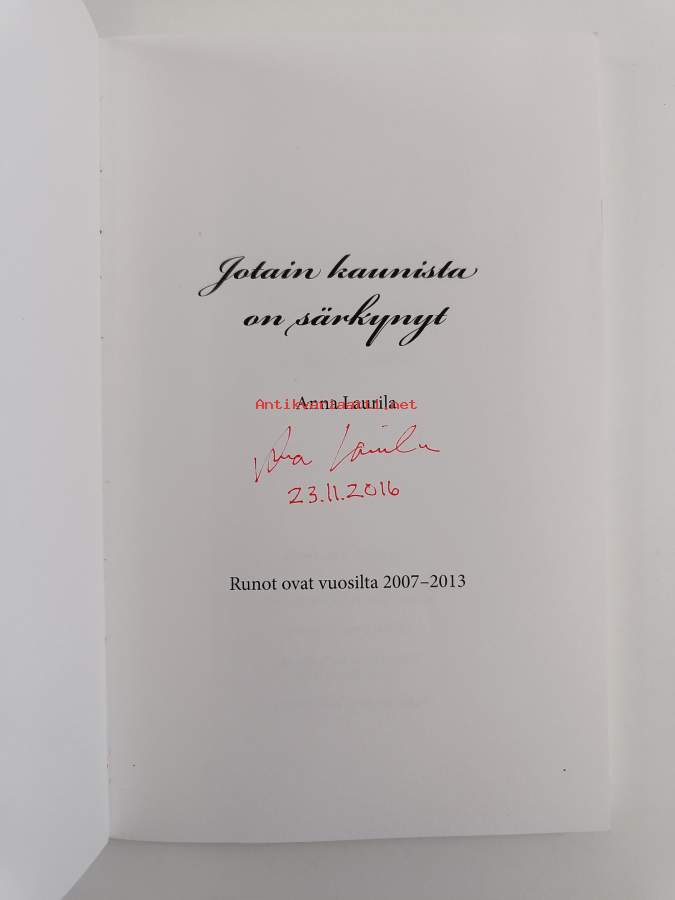 Jotain kaunista
on särkynyt
Anna Laurila
Antikvariaatti.net
Anna Laurila
23.11.2016
Runot ovat vuosilta 2007–2013